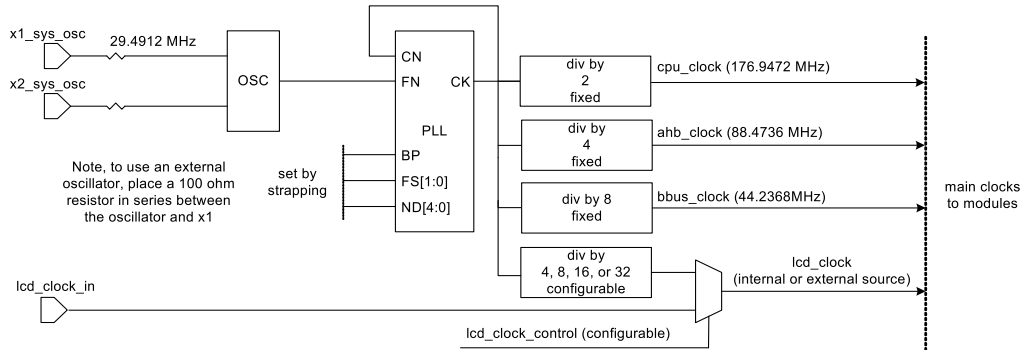 x1_sys_osc
29.4912 MHz
x2_sys_osc
OSC
CN
FN
CK
PLL
BP
FS[1:0]
ND[4:0]
set by
strapping
Note, to use an external
oscillator, place a 100 ohm
resistor in series between
the oscillator and x1
div by
2
fixed
cpu_clock (176.9472 MHz)
div by
4
fixed
ahb_clock (88.4736 MHz)
div by 8
fixed
bbus_clock (44.2368MHz)
div by
4, 8, 16, or 32
configurable
lcd_clock
(internal or external source)
main clocks
to modules
lcd_clock_in
lcd_clock_control (configurable)